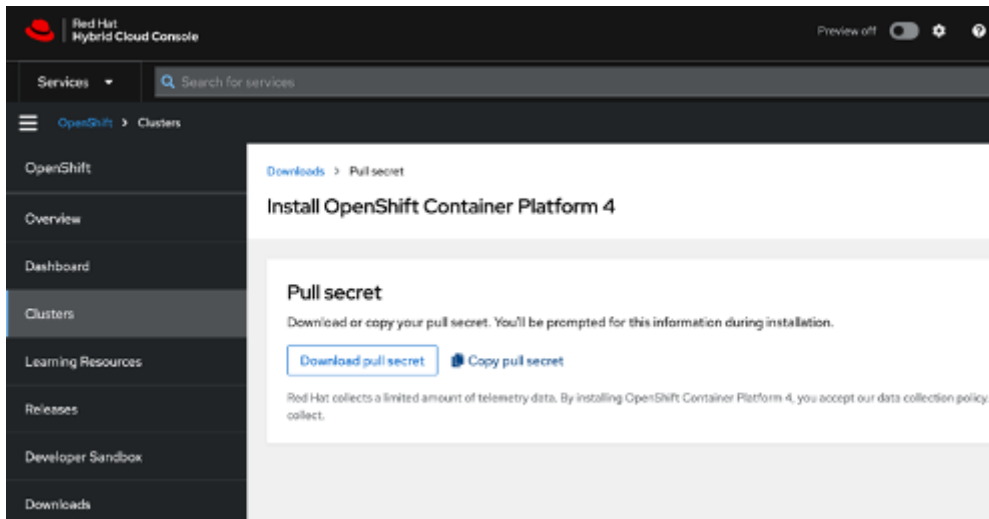 Red Hat
Hybrid Cloud Console
Preview off
Services
Search for services
OpenShift > Clusters
OpenShift
Overview
Dashboard
Clusters
Learning Resources
Releases
Developer Sandbox
Downloads
Downloads > Pull secret
Install OpenShift Container Platform 4
Pull secret
Download or copy your pull secret. You'll be prompted for this information during installation.
Download pull secret
Copy pull secret
Red Hat collects a limited amount of telemetry data. By installing OpenShift Container Platform 4, you accept our data collection policy.
collect.